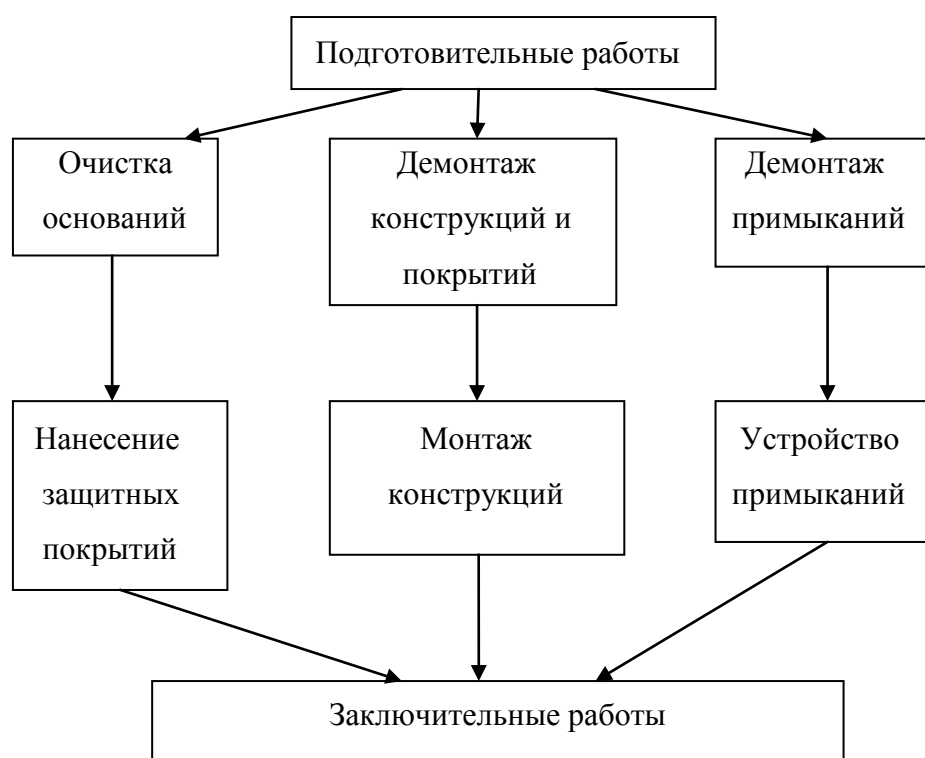 Подготовительные работы
Очистка
оснований
Демонтаж
конструкций и
покрытий
Демонтаж
примыканий
Нанесение
защитных
покрытий
Монтаж
конструкций
Устройство
примыканий
Заключительные работы